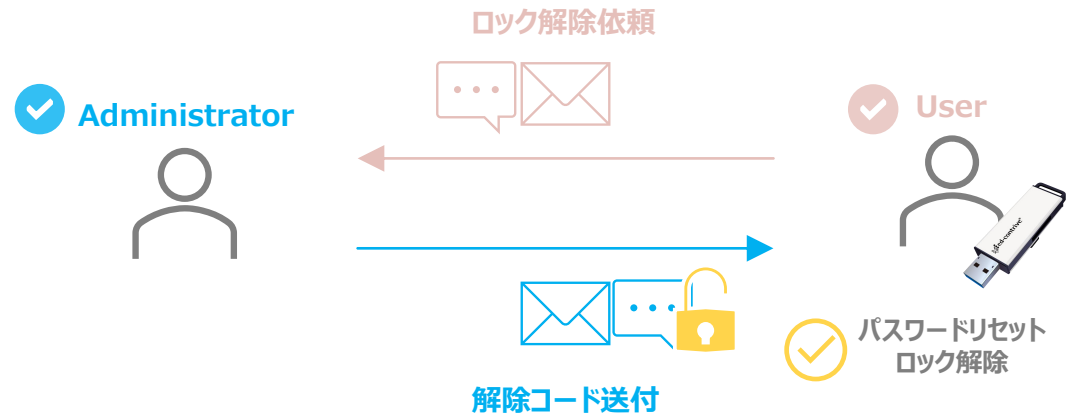 ロック解除依頼
Administrator
User
パスワードリセット
ロック解除
解除コード送付